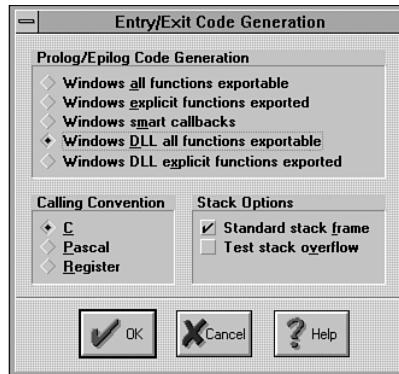 Entry/Exit Code Generation
Prolog/Epilog Code Generation
Windows all functions exportable
Windows explicit functions exported
Windows smart callbacks
Windows DLL all functions exportable
Windows DLL explicit functions exported
Calling Convention
C
Pascal
Register
Stack Options
Standard stack frame
Test stack overflow
OK
Cancel
? Help